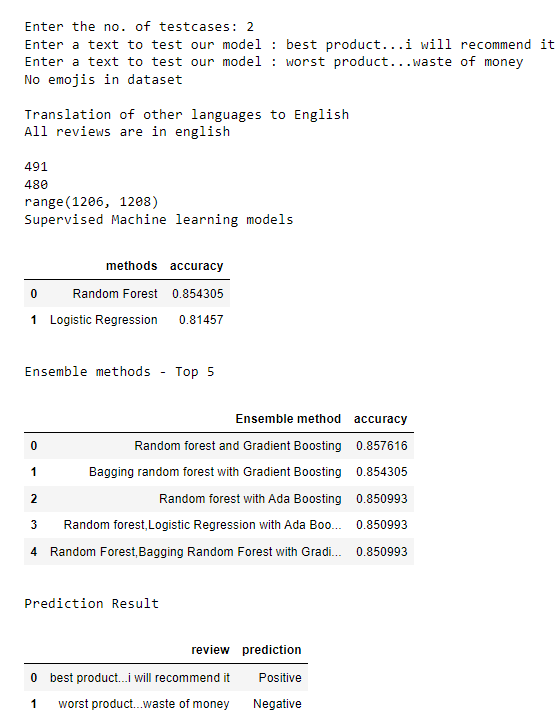 Enter the no. of testcases: 2
Enter a text to test our model : best product...i will recommend it
Enter a text to test our model : worst product...waste of money
No emojis in dataset
Translation of other languages to English
All reviews are in english
491
480
range(1206, 1208)
Supervised Machine learning models
methods accuracy
0 Random Forest 0.854305
1 Logistic Regression 0.81457
Ensemble methods - Top 5
Ensemble method accuracy
0 Random forest and Gradient Boosting 0.857616
1 Bagging random forest with Gradient Boosting 0.854305
2 Random forest with Ada Boosting 0.850993
3 Random forest,Logistic Regression with Ada Boo... 0.850993
4 Random Forest,Bagging Random Forest with Gradi... 0.850993
Prediction Result
review prediction
0 best product...i will recommend it Positive
1 worst product...waste of money Negative